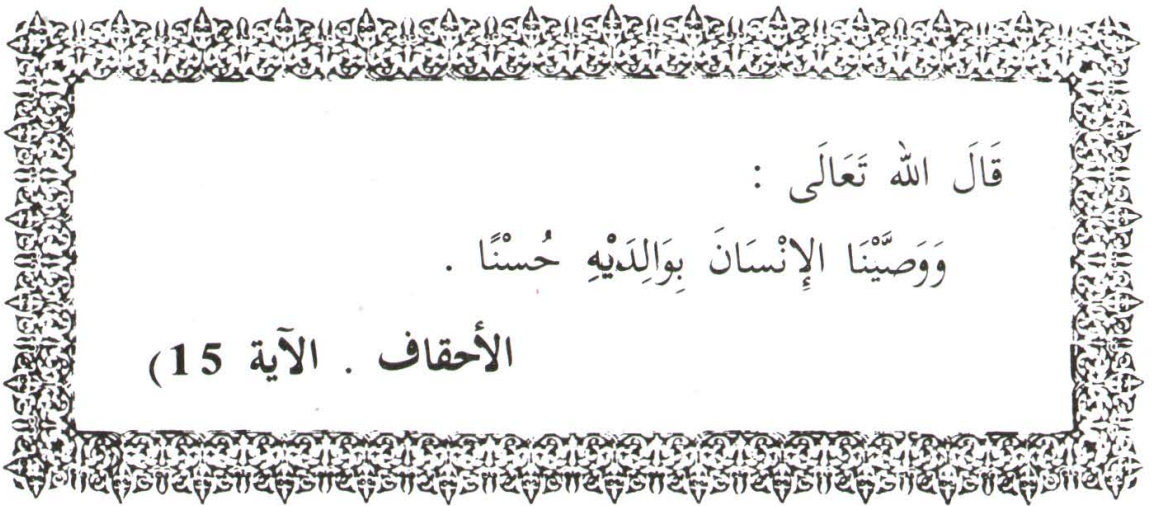 قَالَ الله تَعَالَى :
وَوَصَّيْنَا الإِنْسَانَ بِوَالِدَيْهِ حُسْنًا .
الأحقاف . الآية 15)